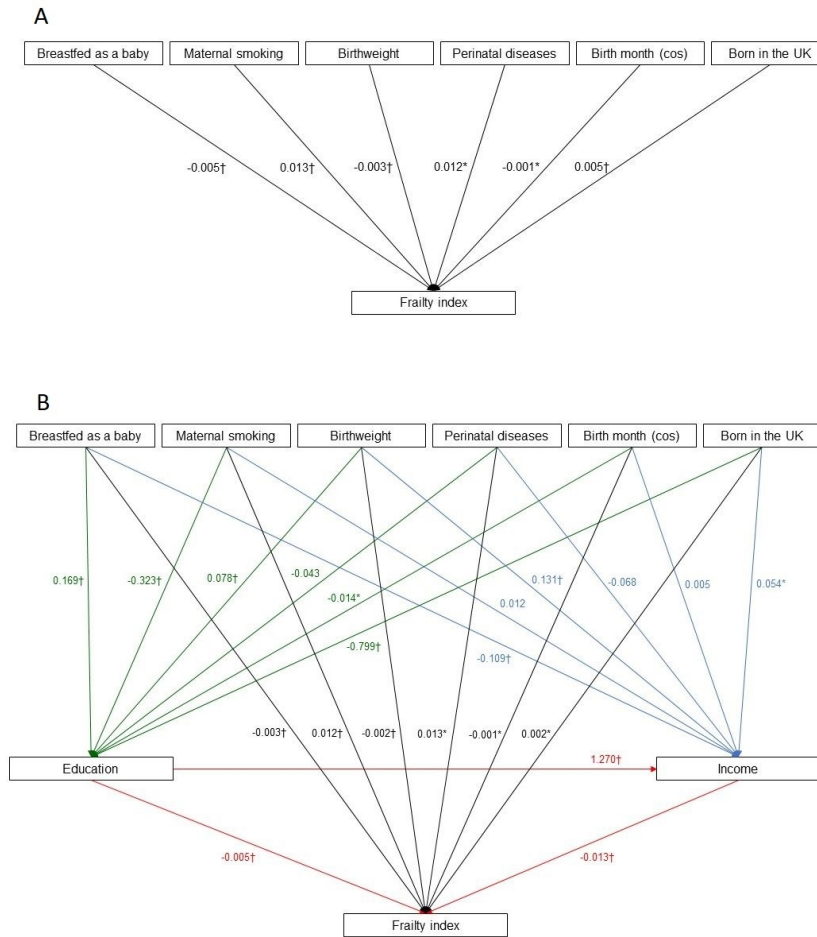 A
Breastfed as a baby Maternal smoking Birthweight Perinatal diseases Birth month (cos) Born in the UK
-0.005† 0.013† -0.003† 0.012* -0.001* 0.005†
Frailty index
B
Breastfed as a baby Maternal smoking Birthweight Perinatal diseases Birth month (cos) Born in the UK
0.169† -0.323† 0.078† -0.043 0.131† -0.068 0.005 0.054*
-0.014* 0.012
-0.799† -0.109†
-0.003† 0.012† -0.002† 0.013* -0.001* 0.002*
1.270†
Education Income
-0.005† -0.013†
Frailty index